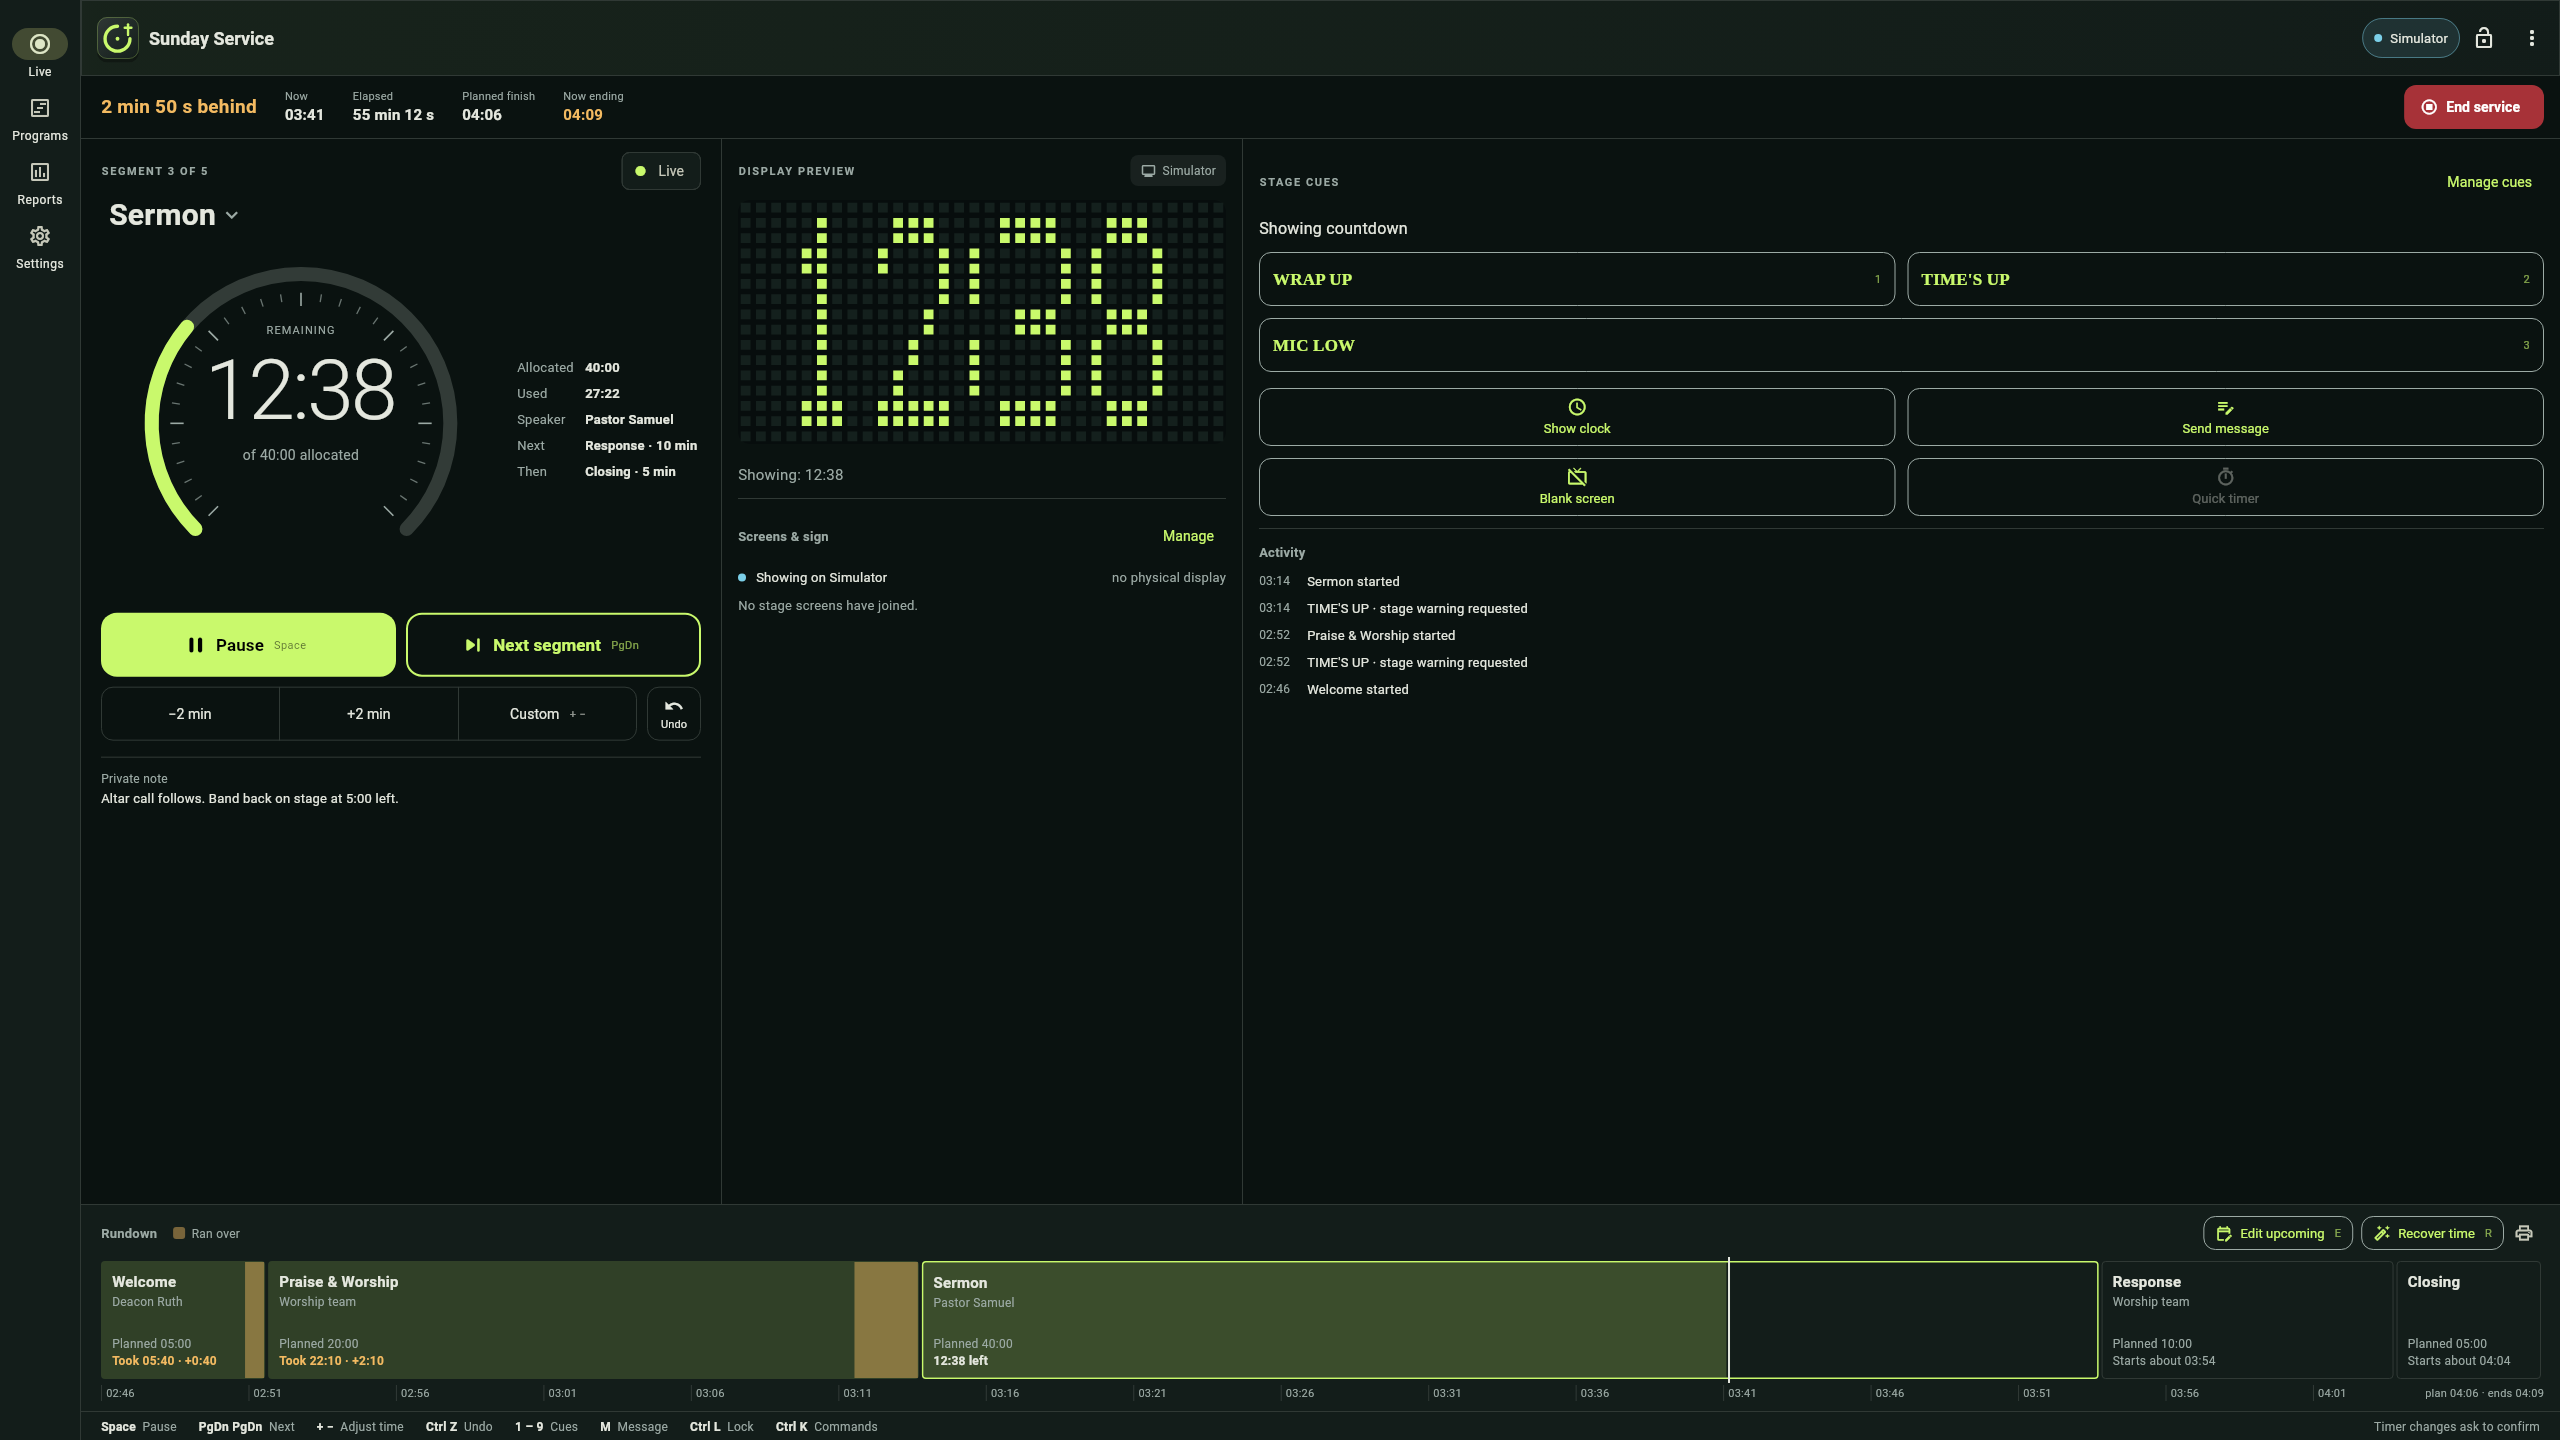 Sunday Service
Simulator
Live
Programs
Reports
Settings
2 min 50 s behind
Now
03:41
Elapsed
55 min 12 s
Planned finish
04:06
Now ending
04:09
End service
SEGMENT 3 OF 5
Live
Sermon
REMAINING
12:38
of 40:00 allocated
Allocated 40:00
Used 27:22
Speaker Pastor Samuel
Next Response · 10 min
Then Closing · 5 min
Pause Space
Next segment PgDn
−2 min
+2 min
Custom + −
Undo
Private note
Altar call follows. Band back on stage at 5:00 left.
DISPLAY PREVIEW
Simulator
12:38
Showing: 12:38
Screens & sign
Manage
Showing on Simulator
no physical display
No stage screens have joined.
STAGE CUES
Manage cues
Showing countdown
WRAP UP 1
TIME'S UP 2
MIC LOW 3
Show clock
Send message
Blank screen
Quick timer
Activity
03:14 Sermon started
03:14 TIME'S UP · stage warning requested
02:52 Praise & Worship started
02:52 TIME'S UP · stage warning requested
02:46 Welcome started
Rundown
Ran over
Edit upcoming E
Recover time R
Welcome
Deacon Ruth
Planned 05:00
Took 05:40 · +0:40
Praise & Worship
Worship team
Planned 20:00
Took 22:10 · +2:10
Sermon
Pastor Samuel
Planned 40:00
12:38 left
Response
Worship team
Planned 10:00
Starts about 03:54
Closing
Planned 05:00
Starts about 04:04
02:46 02:51 02:56 03:01 03:06 03:11 03:16 03:21 03:26 03:31 03:36 03:41 03:46 03:51 03:56 04:01 plan 04:06 · ends 04:09
Space Pause PgDn PgDn Next + − Adjust time Ctrl Z Undo 1 – 9 Cues M Message Ctrl L Lock Ctrl K Commands
Timer changes ask to confirm